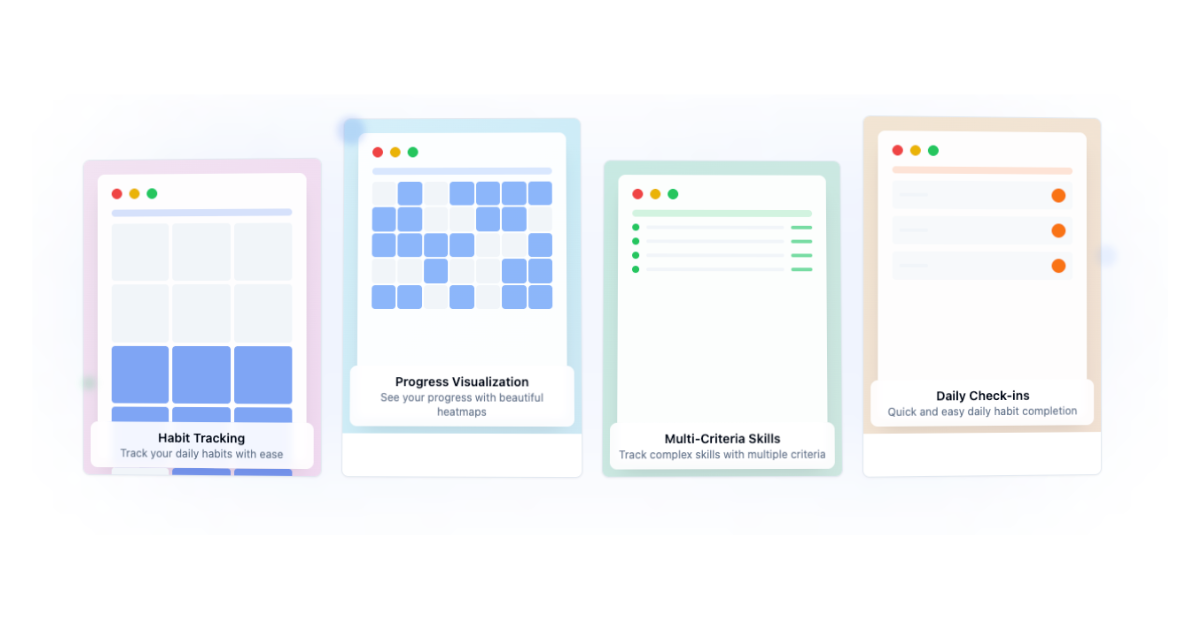 Habit Tracking
Track your daily habits with ease
Progress Visualization
See your progress with beautiful
heatmaps
Multi-Criteria Skills
Track complex skills with multiple criteria
Daily Check-ins
Quick and easy daily habit completion